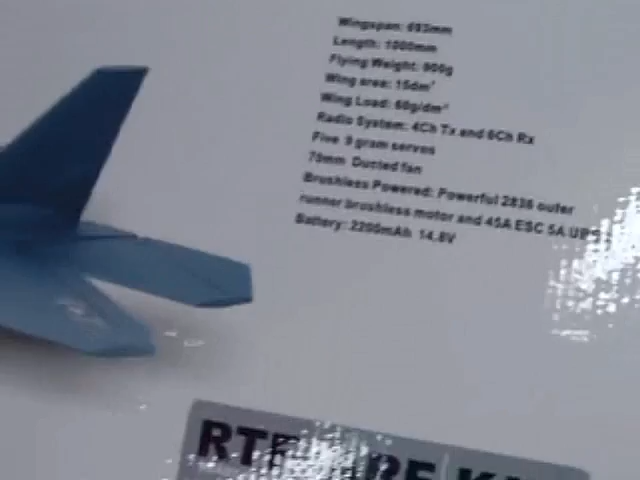 Wingspan: 693mm
Length: 1000mm
Flying Weight: 900g
Wing area: 15dm²
Wing Load: 60g/dm²
Radio System: 4Ch Tx and 6Ch Rx
Five 9 gram servos
70mm Ducted fan
Brushless Powered: Powerful 2836 outer
runner brushless motor and 45A ESC 5A
Battery: 2200mAh 14.8V